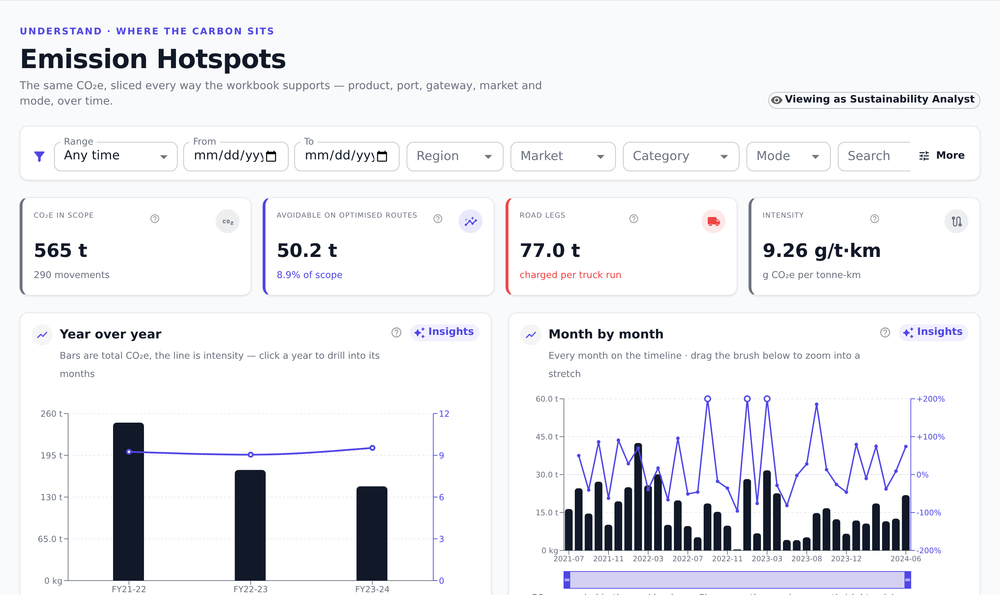 UNDERSTAND · WHERE THE CARBON SITS
Emission Hotspots
The same CO₂e, sliced every way the workbook supports — product, port, gateway, market and
mode, over time.
Viewing as Sustainability Analyst
Range
Any time
From
mm/dd/yyy
To
mm/dd/yyy
Region
Market
Category
Mode
Search
More
CO₂E IN SCOPE
CO₂
565 t
290 movements
AVOIDABLE ON OPTIMISED ROUTES
50.2 t
8.9% of scope
ROAD LEGS
77.0 t
charged per truck run
INTENSITY
9.26 g/t·km
g CO₂e per tonne-km
Year over year
Insights
Bars are total CO₂e, the line is intensity — click a year to drill into its
months
260 t
195 t
130 t
65.0 t
0 kg
12
9
6
3
0
FY21-22
FY22-23
FY23-24
Month by month
Insights
Every month on the timeline · drag the brush below to zoom into a
stretch
60.0 t
45.0 t
30.0 t
15.0 t
0 kg
+200%
+100%
0%
-100%
-200%
2021-07
2021-11
2022-03
2022-07
2022-11
2023-03
2023-08
2023-12
2024-06